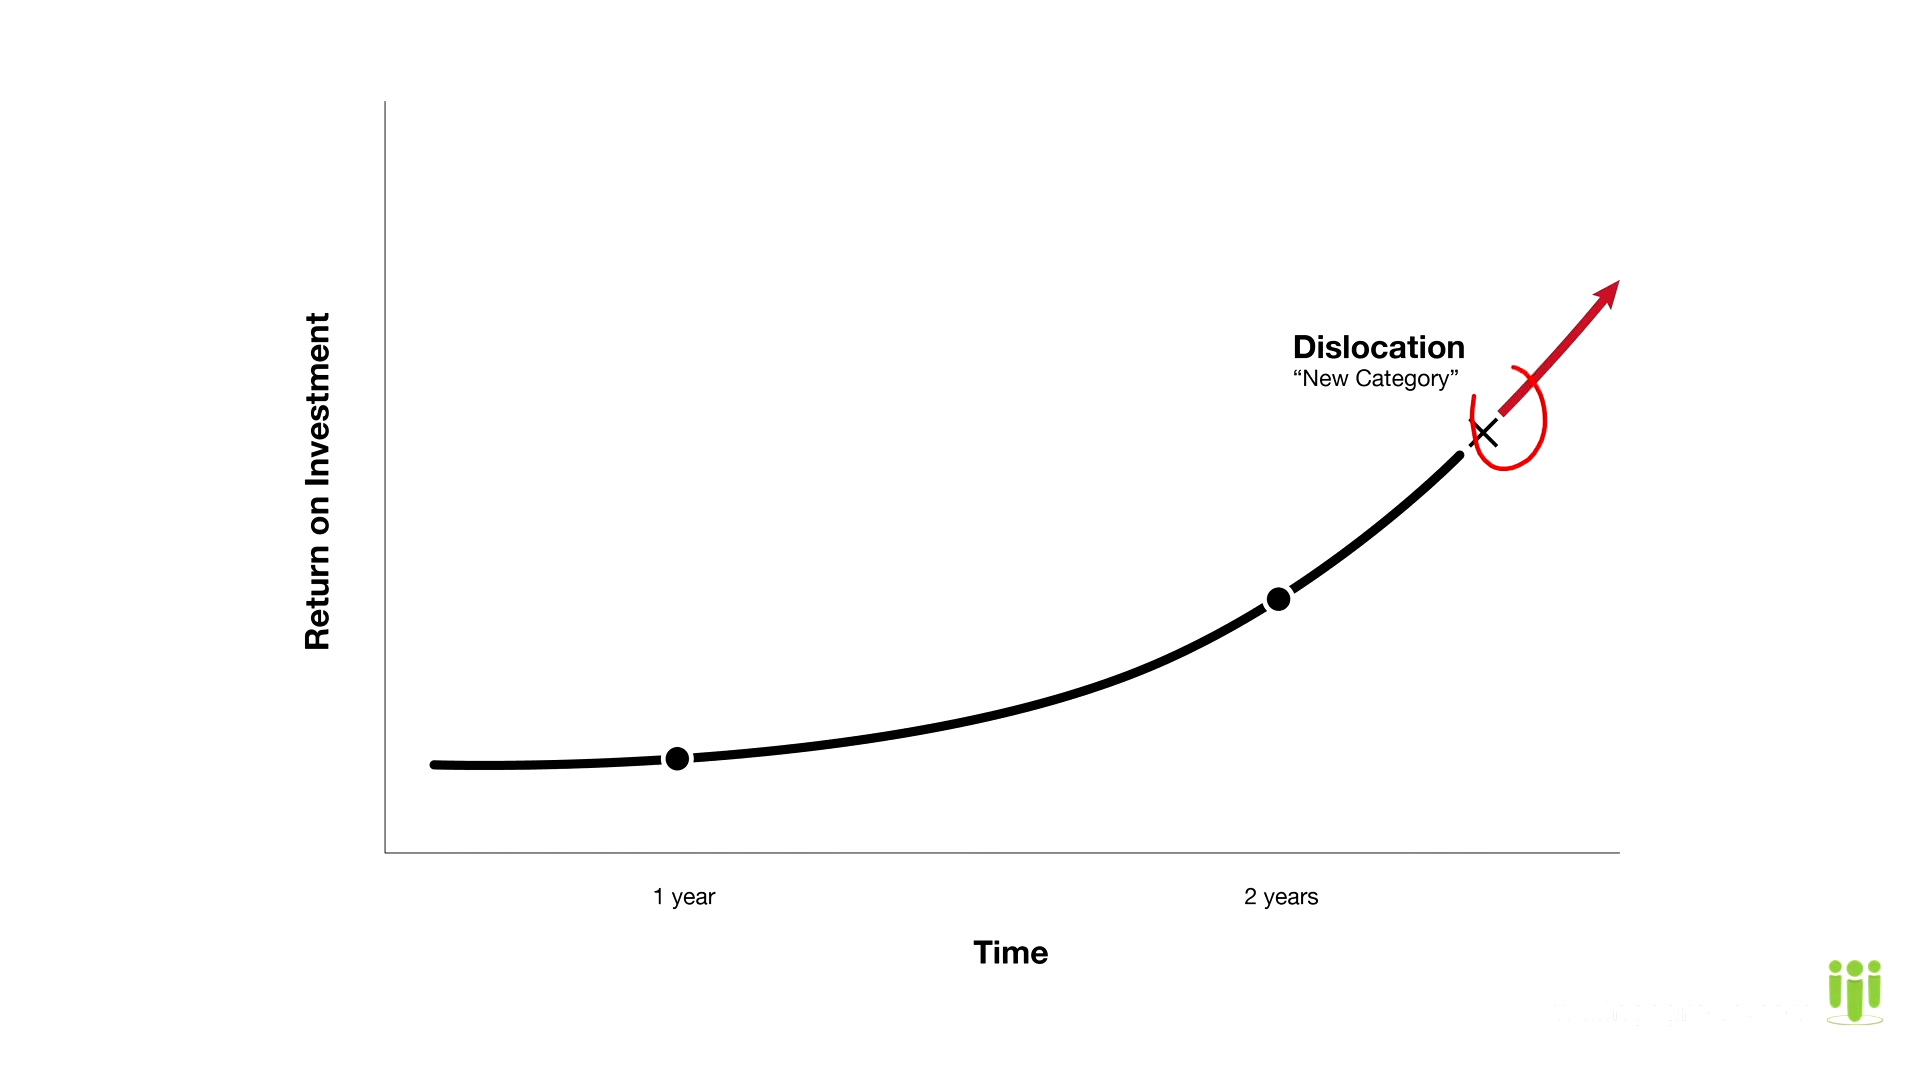 Dislocation
“New Category”
Return on Investment
1 year
2 years
Time